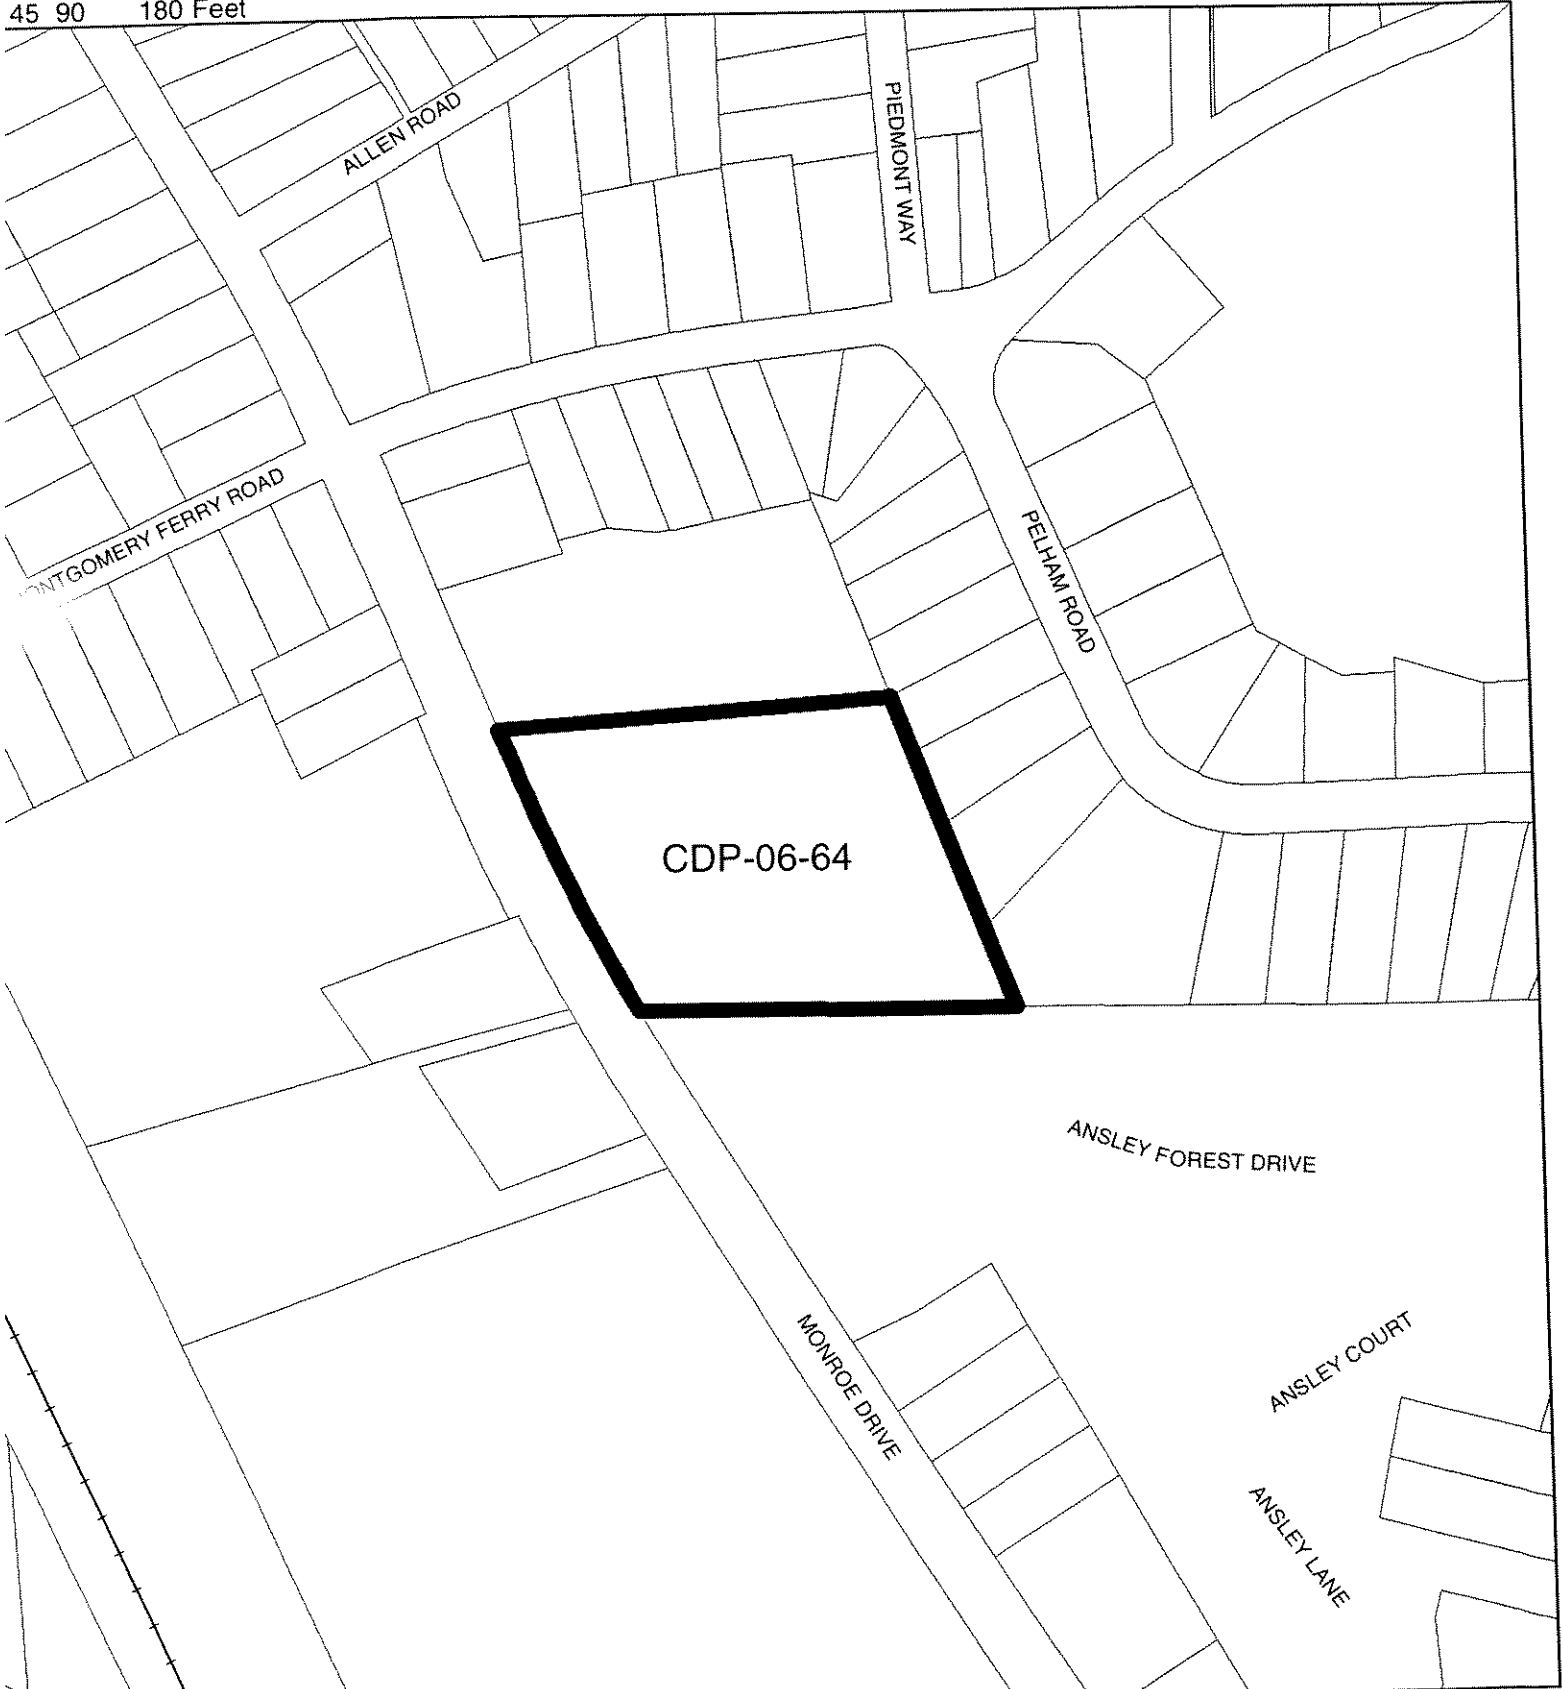 45 90 180 Feet
ALLEN ROAD
PIEDMONT WAY
ONTGOMERY FERRY ROAD
PELHAM ROAD
CDP-06-64
ANSLEY FOREST DRIVE
MONROE DRIVE
ANSLEY COURT
ANSLEY LANE